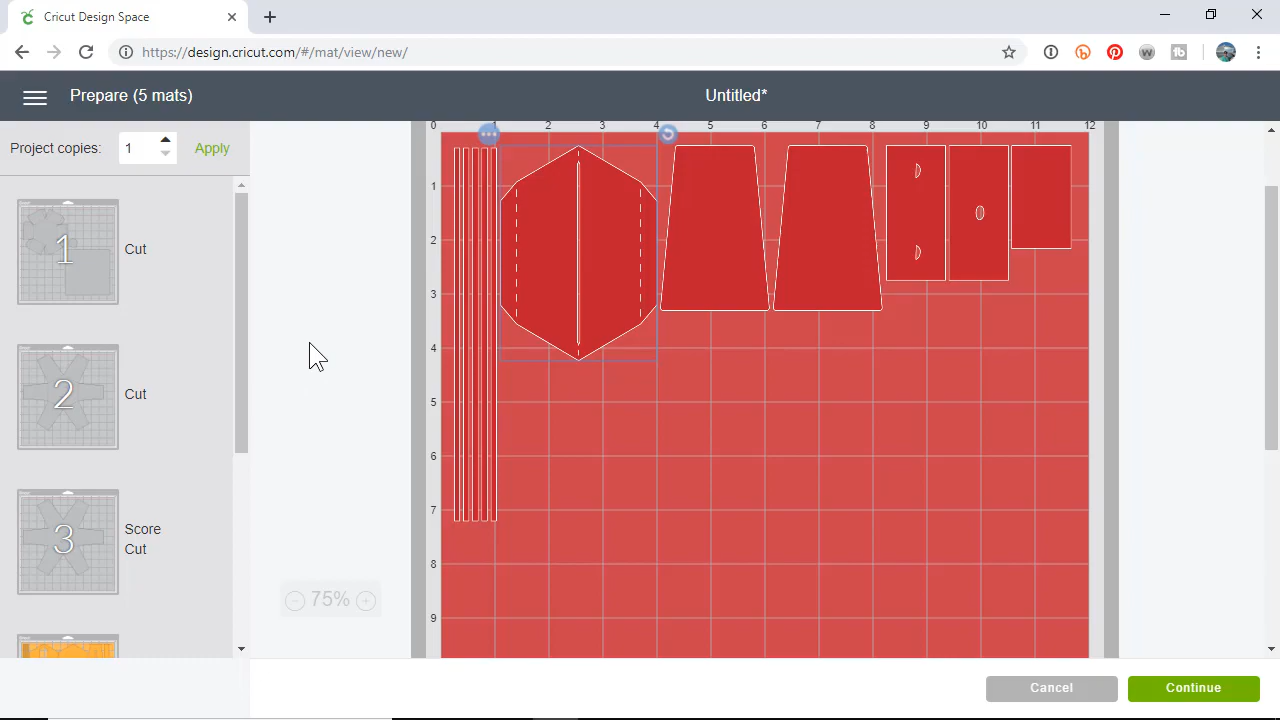 Cricut Design Space
https://design.cricut.com/#/mat/view/new/
Prepare (5 mats)
Untitled*
Project copies:
1
Apply
0
2
3
4
5
6
7
8
9
10
11
12
1
2
3
4
5
6
7
8
9
1
Cut
2
Cut
3
Score
Cut
75%
Cancel
Continue